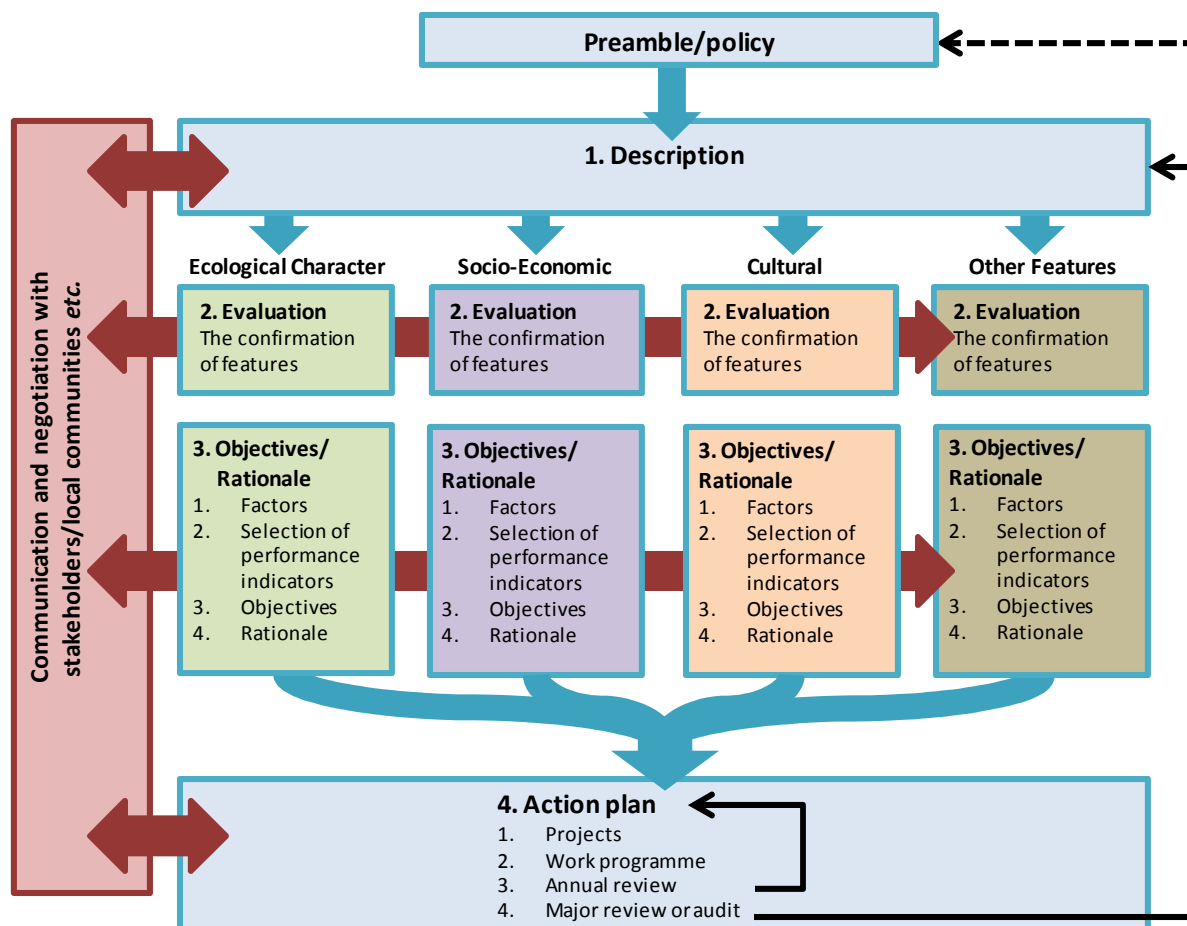 Preamble/policy
1. Description
Communication and negotiation with
stakeholders/local communities etc.
Ecological Character
Socio-Economic
Cultural
Other Features
2. Evaluation
The confirmation
of features
2. Evaluation
The confirmation
of features
2. Evaluation
The confirmation
of features
2. Evaluation
The confirmation
of features
3. Objectives/
Rationale
1. Factors
2. Selection of
performance
indicators
3. Objectives
4. Rationale
3. Objectives/
Rationale
1. Factors
2. Selection of
performance
indicators
3. Objectives
4. Rationale
3. Objectives/
Rationale
1. Factors
2. Selection of
performance
indicators
3. Objectives
4. Rationale
3. Objectives/
Rationale
1. Factors
2. Selection of
performance
indicators
3. Objectives
4. Rationale
4. Action plan
1. Projects
2. Work programme
3. Annual review
4. Major review or audit